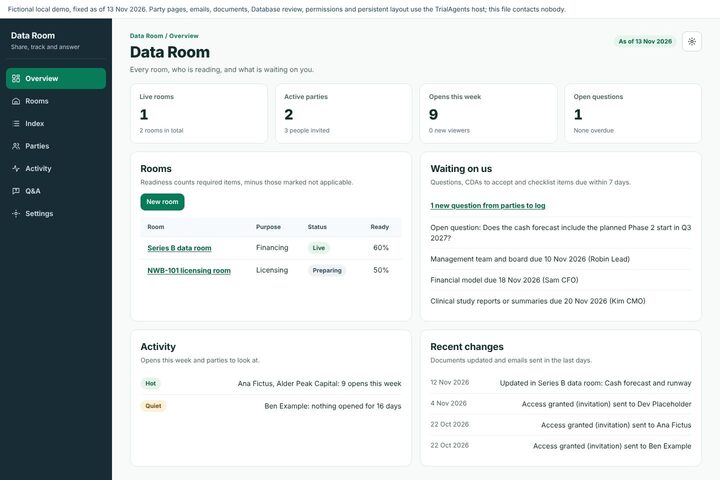 Fictional local demo, fixed as of 13 Nov 2026. Party pages, emails, documents, Database review, permissions and persistent layout use the TrialAgents host; this file contacts nobody.
Data Room
Share, track and answer
Overview
Rooms
Index
Parties
Activity
Q&A
Settings
Data Room / Overview
Data Room
Every room, who is reading, and what is waiting on you.
As of 13 Nov 2026
Live rooms
1
2 rooms in total
Active parties
2
3 people invited
Opens this week
9
0 new viewers
Open questions
1
None overdue
Rooms
Readiness counts required items, minus those marked not applicable.
New room
Room Purpose Status Ready
Series B data room Financing Live 60%
NWB-101 licensing room Licensing Preparing 50%
Waiting on us
Questions, CDAs to accept and checklist items due within 7 days.
1 new question from parties to log
Open question: Does the cash forecast include the planned Phase 2 start in Q3
2027?
Management team and board due 10 Nov 2026 (Robin Lead)
Financial model due 18 Nov 2026 (Sam CFO)
Clinical study reports or summaries due 20 Nov 2026 (Kim CMO)
Activity
Opens this week and parties to look at.
Hot Ana Fictus, Alder Peak Capital: 9 opens this week
Quiet Ben Example: nothing opened for 16 days
Recent changes
Documents updated and emails sent in the last days.
12 Nov 2026 Updated in Series B data room: Cash forecast and runway
4 Nov 2026 Access granted (invitation) sent to Dev Placeholder
22 Oct 2026 Access granted (invitation) sent to Ana Fictus
22 Oct 2026 Access granted (invitation) sent to Ben Example